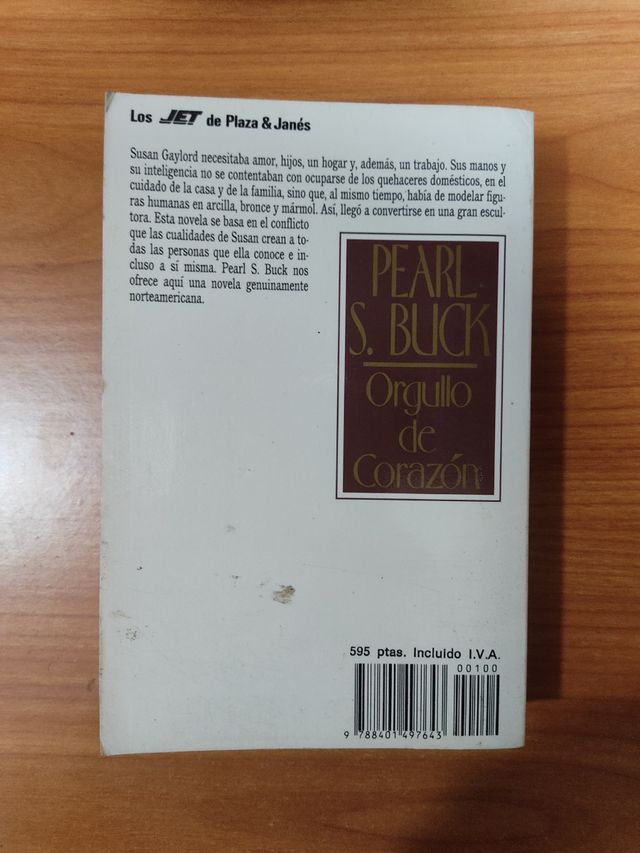 Los JET de Plaza & Janés
Susan Gaylord necesitaba amor, hijos, un hogar y, además, un trabajo. Sus manos y
su inteligencia no se contentaban con ocuparse de los quehaceres domésticos, en el
cuidado de la casa y de la familia, sino que, al mismo tiempo, había de modelar figu-
ras humanas en arcilla, bronce y mármol. Así, llegó a convertirse en una gran escul-
tora. Esta novela se basa en el conflicto
que las cualidades de Susan crean a to-
das las personas que ella conoce e in-
cluso a sí misma. Pearl S. Buck nos
ofrece aquí una novela genuinamente
norteamericana.
PEARL
S. BUCK
Orgullo
de
Corazón
595 ptas. Incluido I.V.A.
00100
9 788401 497643